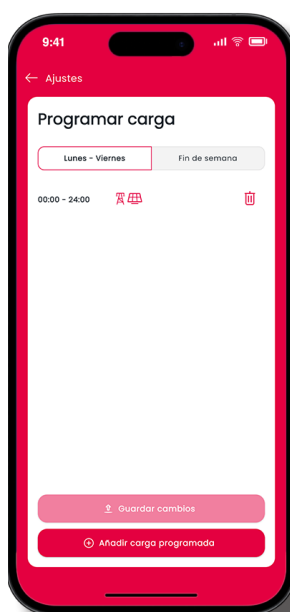 9:41
Ajustes
Programar carga
Lunes - Viernes
Fin de semana
00:00 - 24:00
Guardar cambios
Añadir carga programada